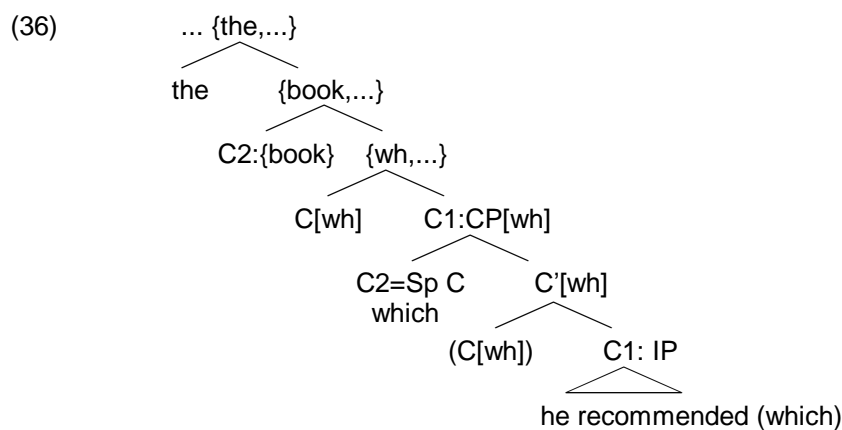 (36) ... {the,...}
the {book,...}
C2:{book} {wh,...}
C[wh] C1:CP[wh]
C2=Sp C C’[wh]
which
(C[wh]) C1: IP
he recommended (which)